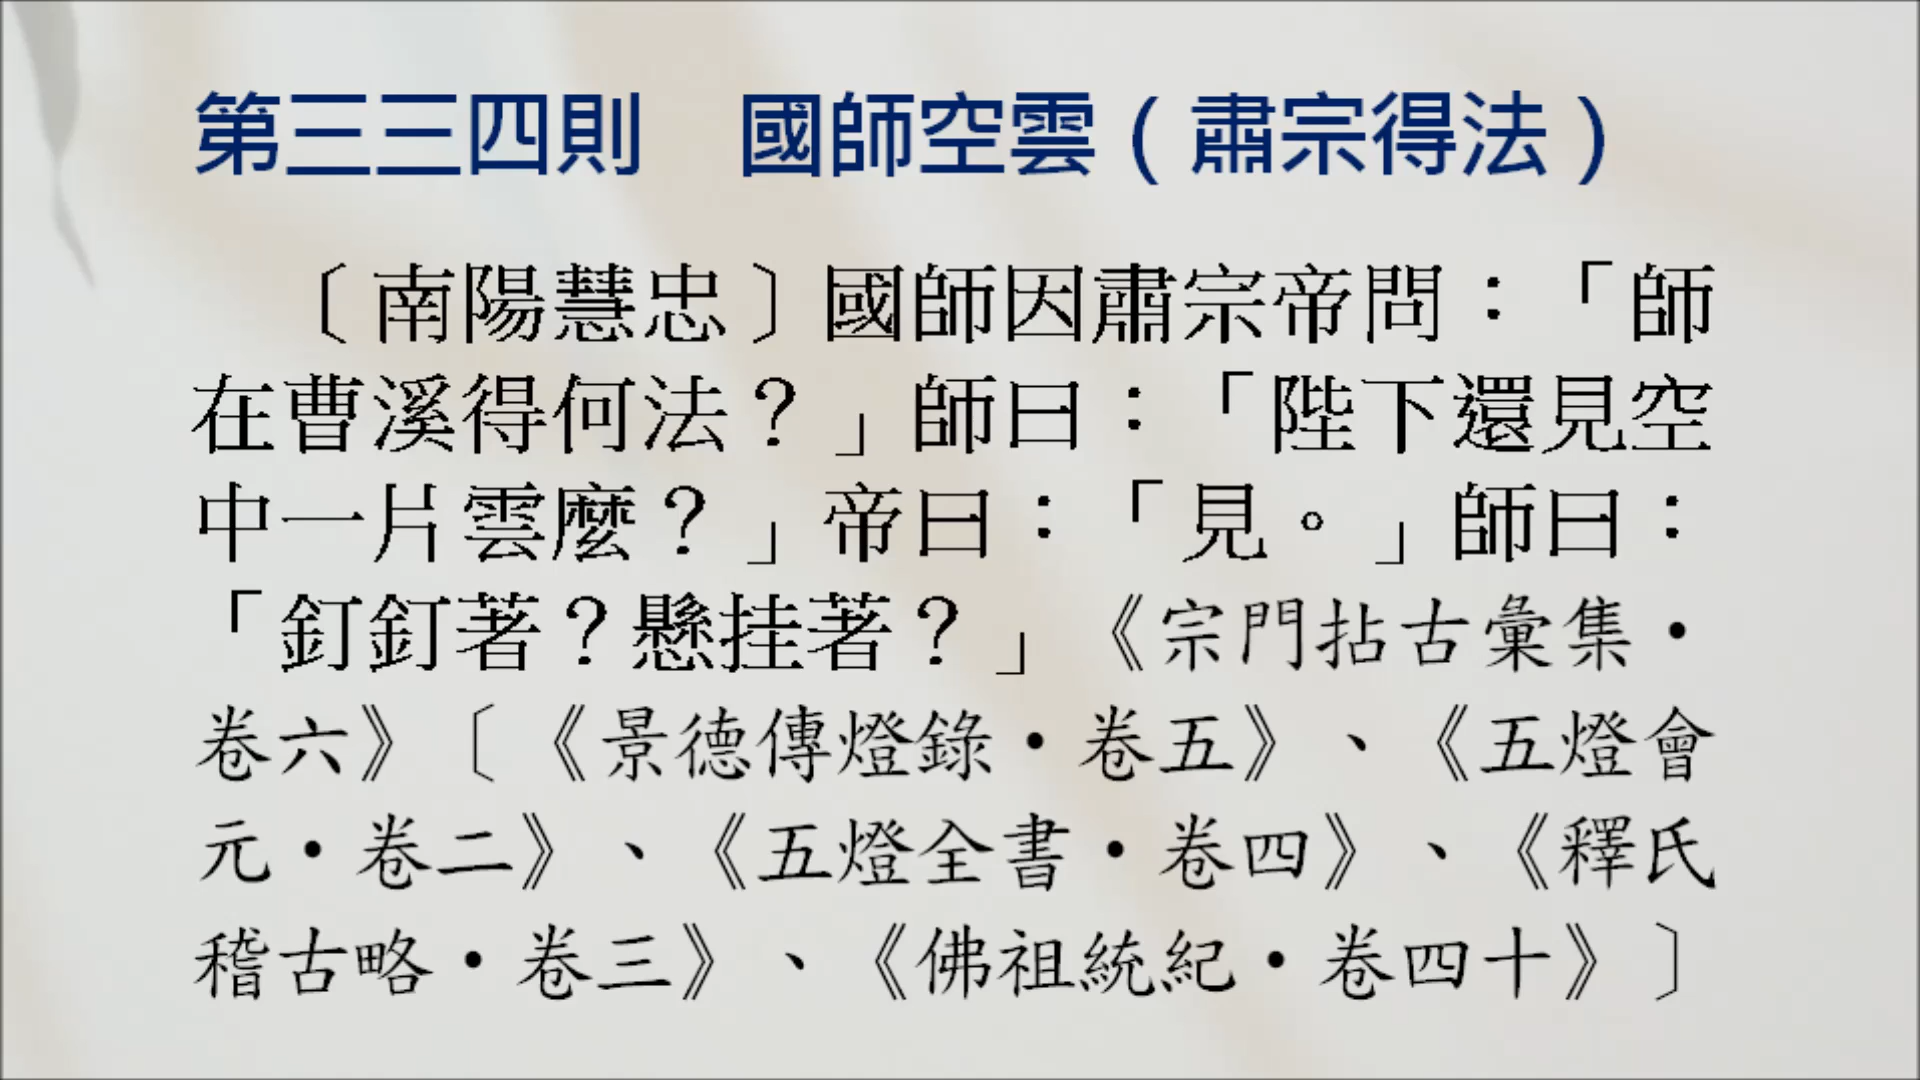 第三三四則　國師空雲（肅宗得法）
〔南陽慧忠〕國師因肅宗帝問：「師
在曹溪得何法？」師曰：「陛下還見空
中一片雲麼？」帝曰：「見。」師曰：
「釘釘著？懸挂著？」《宗門拈古彙集・
卷六》〔《景德傳燈錄・卷五》、《五燈會
元・卷二》、《五燈全書・卷四》、《釋氏
稽古略・卷三》、《佛祖統紀・卷四十》〕